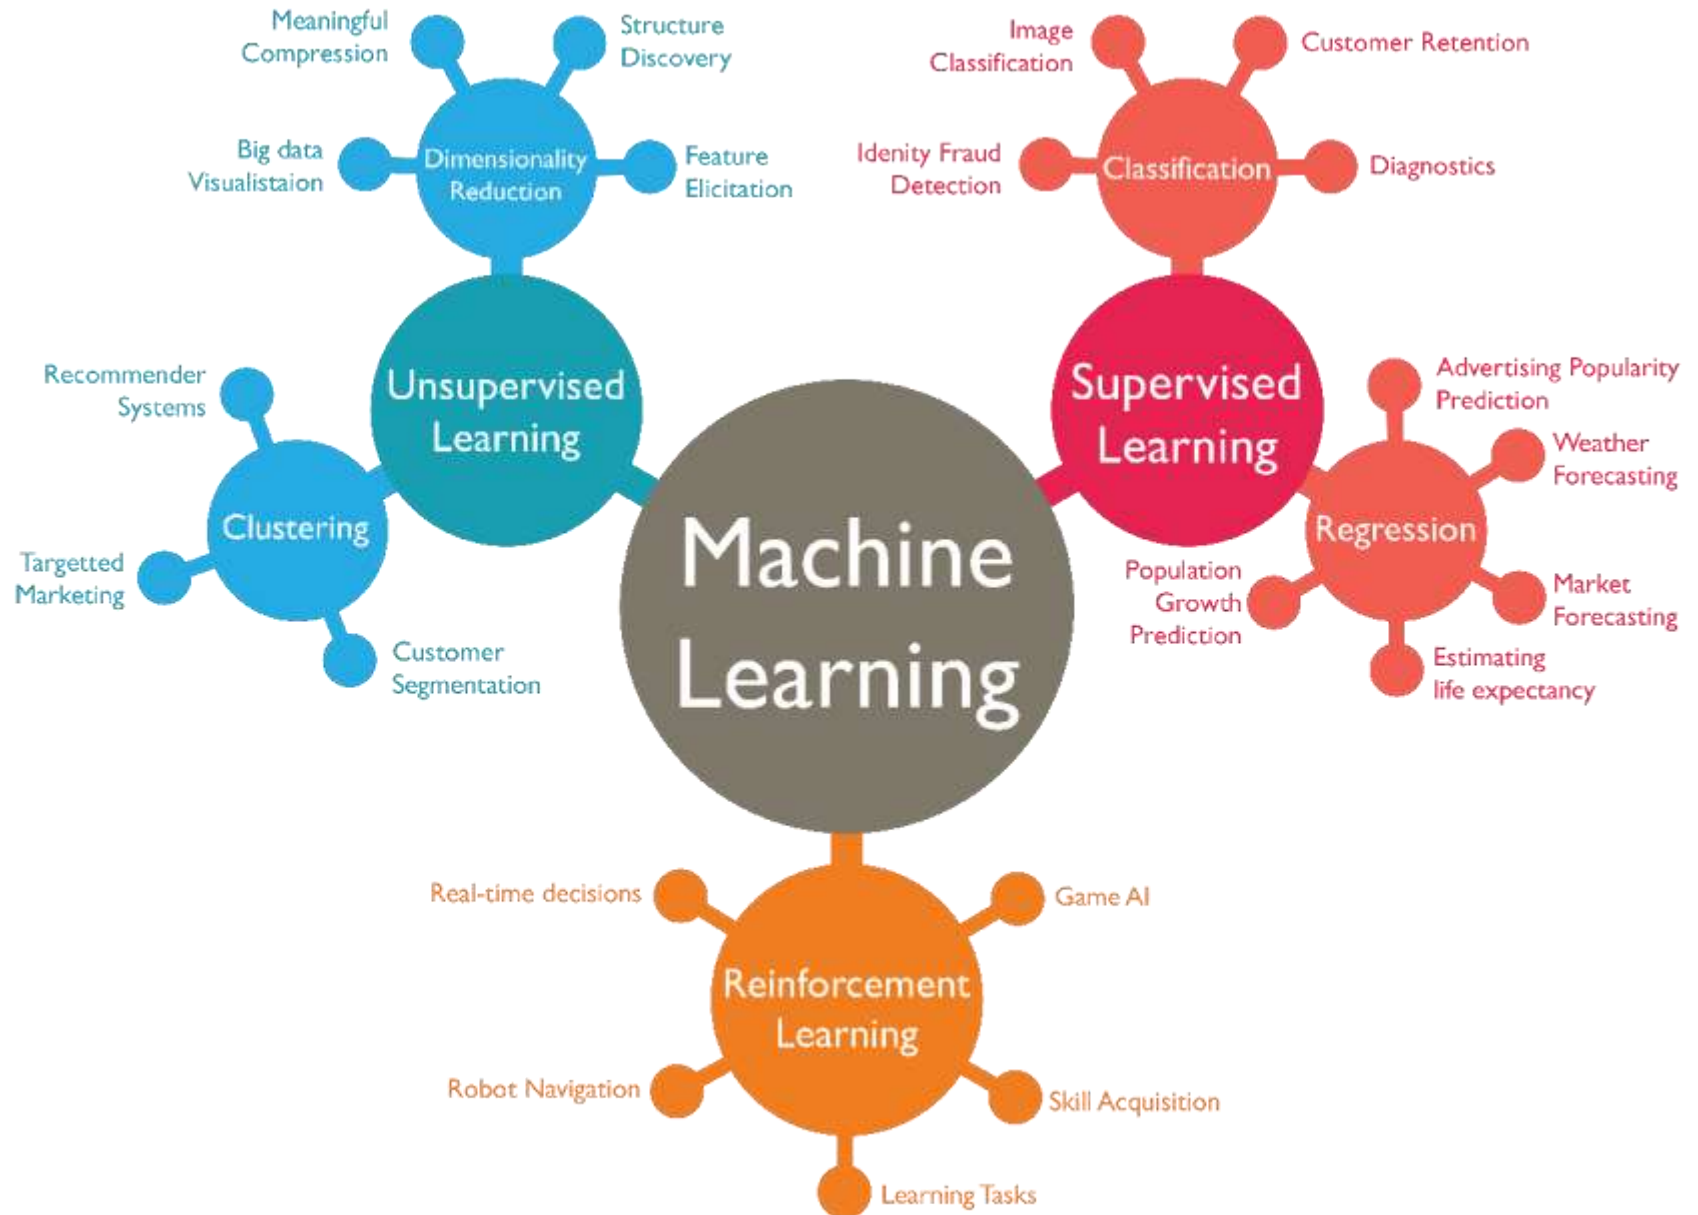 Meaningful
Compression
Structure
Discovery
Big data
Visualistaion
Dimensionality
Reduction
Feature
Elicitation
Image
Classification
Customer Retention
Idenity Fraud
Detection
Classification
Diagnostics
Recommender
Systems
Unsupervised
Learning
Clustering
Targetted
Marketing
Customer
Segmentation
Machine
Learning
Supervised
Learning
Advertising Popularity
Prediction
Weather
Forecasting
Regression
Population
Growth
Prediction
Market
Forecasting
Estimating
life expectancy
Real-time decisions
Game AI
Reinforcement
Learning
Robot Navigation
Skill Acquisition
Learning Tasks